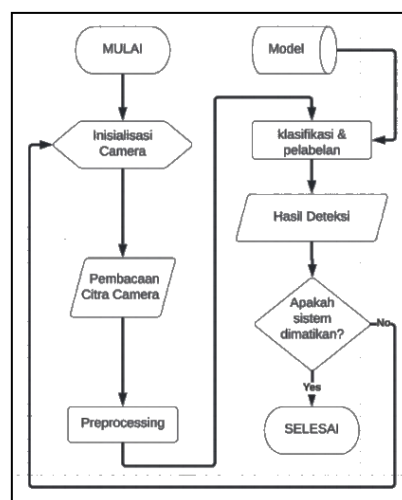 MULAI
Inisialisasi
Camera
Pembacaan
Citra Camera
Preprocessing
Model
klasifikasi &
pelabelan
Hasil Deteksi
Apakah
sistem
dimatikan?
No
Yes
SELESAI